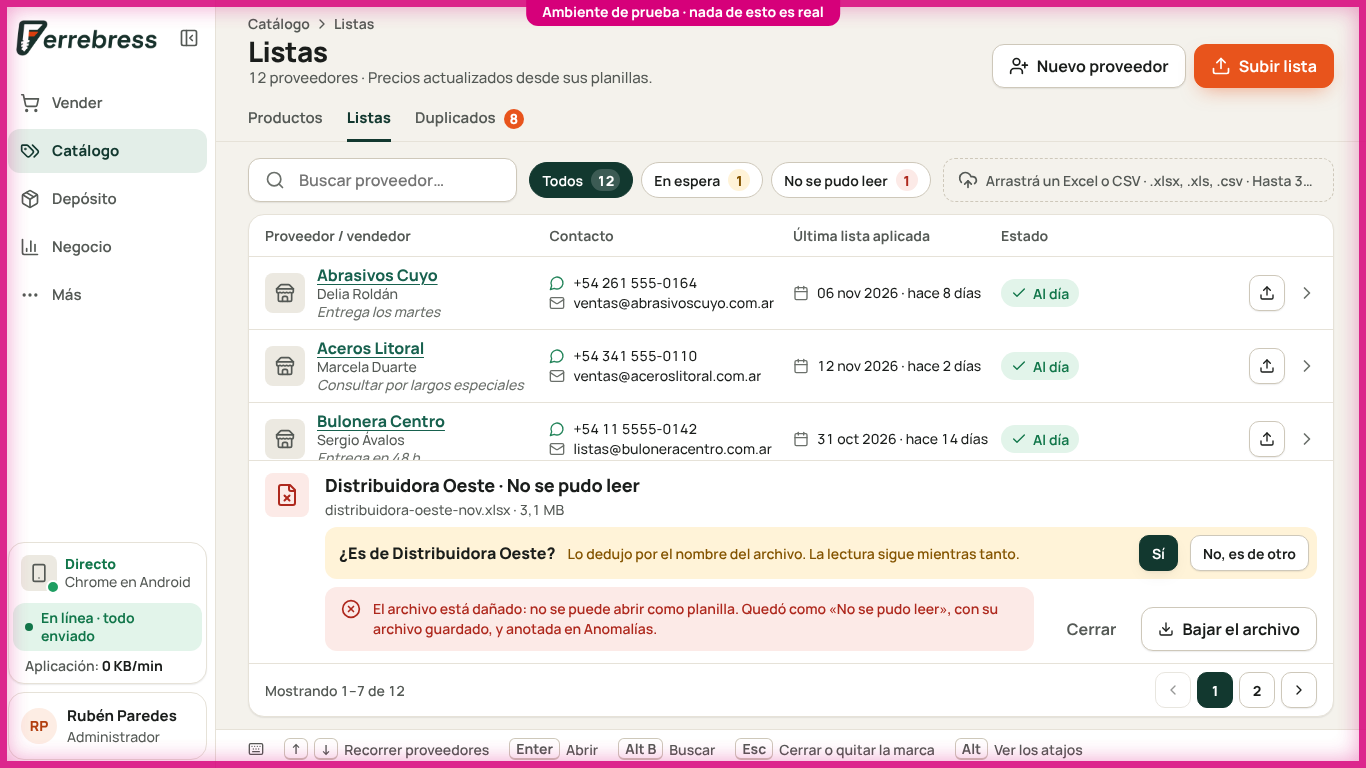 Ambiente de prueba · nada de esto es real
Ferrebress
Vender
Catálogo
Depósito
Negocio
Más
Directo
Chrome en Android
En línea · todo
enviado
Aplicación: 0 KB/min
RP
Rubén Paredes
Administrador
Catálogo > Listas
Listas
12 proveedores · Precios actualizados desde sus planillas.
Nuevo proveedor
Subir lista
Productos
Listas
Duplicados 8
Buscar proveedor…
Todos 12
En espera 1
No se pudo leer 1
Arrastrá un Excel o CSV · .xlsx, .xls, .csv · Hasta 3…
Proveedor / vendedor Contacto Última lista aplicada Estado
Abrasivos Cuyo
Delia Roldán
Entrega los martes
+54 261 555-0164
ventas@abrasivoscuyo.com.ar
06 nov 2026 · hace 8 días
Al día
Aceros Litoral
Marcela Duarte
Consultar por largos especiales
+54 341 555-0110
ventas@aceroslitoral.com.ar
12 nov 2026 · hace 2 días
Al día
Bulonera Centro
Sergio Ávalos
Entrega en 48 h
+54 11 5555-0142
listas@buloneracentro.com.ar
31 oct 2026 · hace 14 días
Al día
Distribuidora Oeste · No se pudo leer
distribuidora-oeste-nov.xlsx · 3,1 MB
¿Es de Distribuidora Oeste? Lo dedujo por el nombre del archivo. La lectura sigue mientras tanto.
Sí
No, es de otro
El archivo está dañado: no se puede abrir como planilla. Quedó como «No se pudo leer», con su
archivo guardado, y anotada en Anomalías.
Cerrar
Bajar el archivo
Mostrando 1–7 de 12
1 2
↑ ↓ Recorrer proveedores Enter Abrir Alt B Buscar Esc Cerrar o quitar la marca Alt Ver los atajos